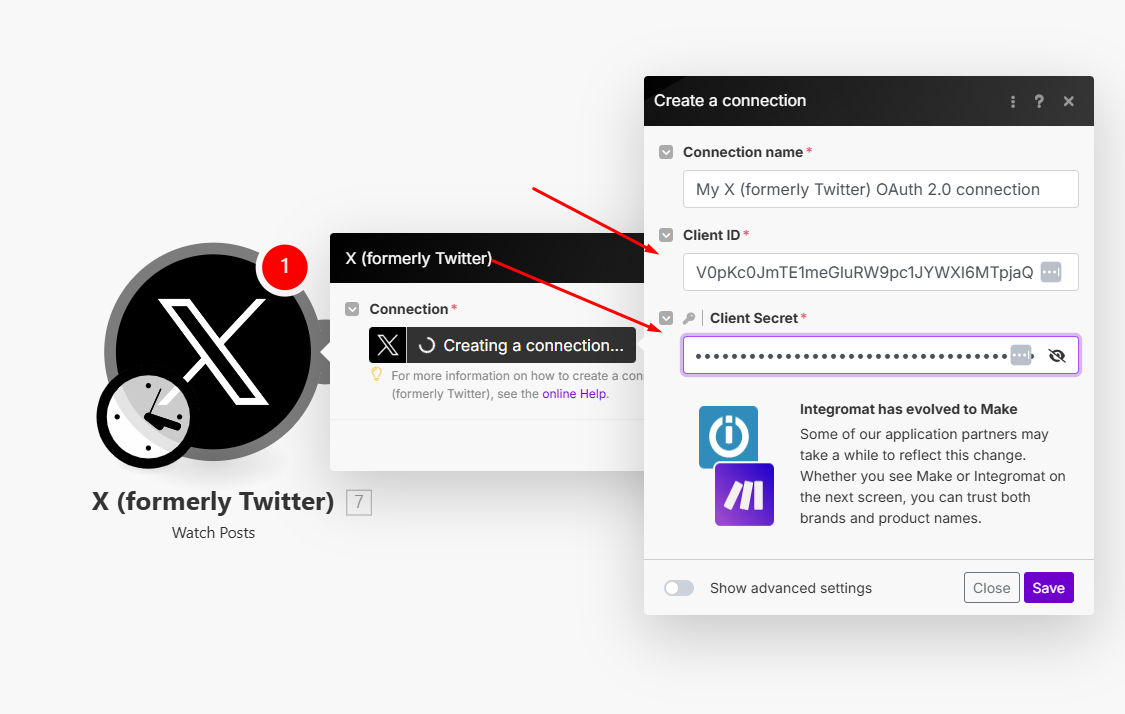 Create a connection
?
Connection name *
My X (formerly Twitter) OAuth 2.0 connection
Client ID *
V0pKc0JmTE1meGluRW9pc1JYWXl6MTpjaQ
Client Secret *
1
X (formerly Twitter)
Connection *
Creating a connection...
For more information on how to create a con
(formerly Twitter), see the online Help.
X (formerly Twitter) 7
Watch Posts
Integromat has evolved to Make
Some of our application partners may
take a while to reflect this change.
Whether you see Make or Integromat on
the next screen, you can trust both
brands and product names.
Show advanced settings
Close
Save